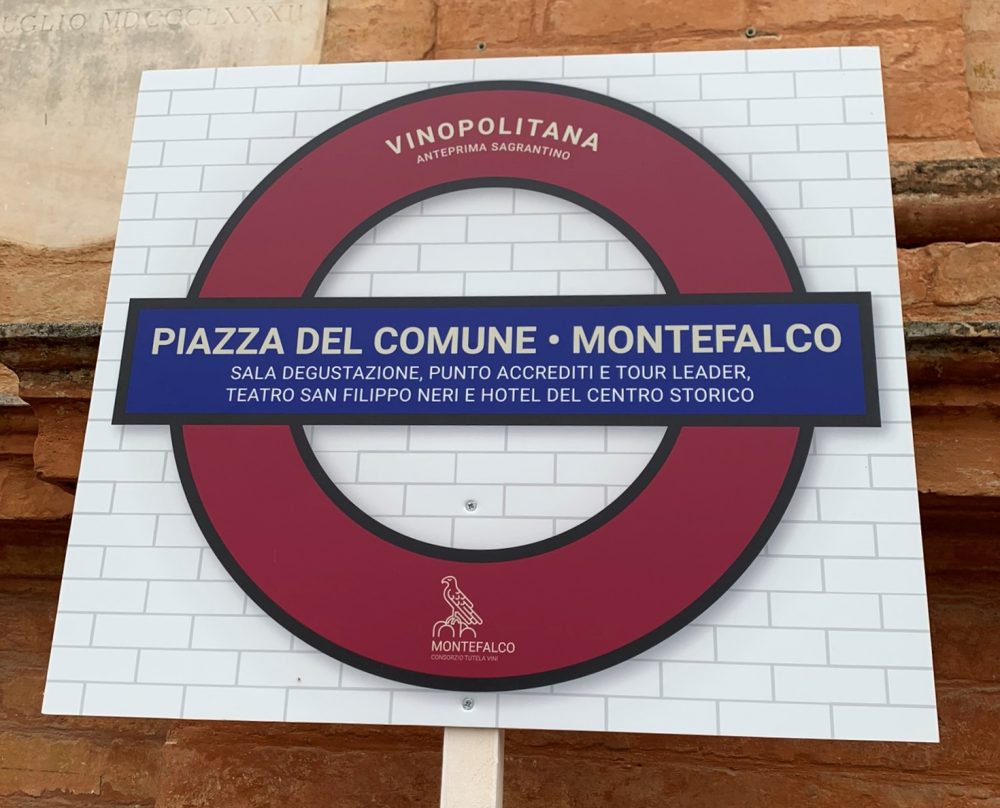 UGLIO MDCCCLXXXII
VINOPOLITANA
ANTEPRIMA SAGRANTINO
PIAZZA DEL COMUNE • MONTEFALCO
SALA DEGUSTAZIONE, PUNTO ACCREDITI E TOUR LEADER,
TEATRO SAN FILIPPO NERI E HOTEL DEL CENTRO STORICO
MONTEFALCO
CONSORZIO TUTELA VINI